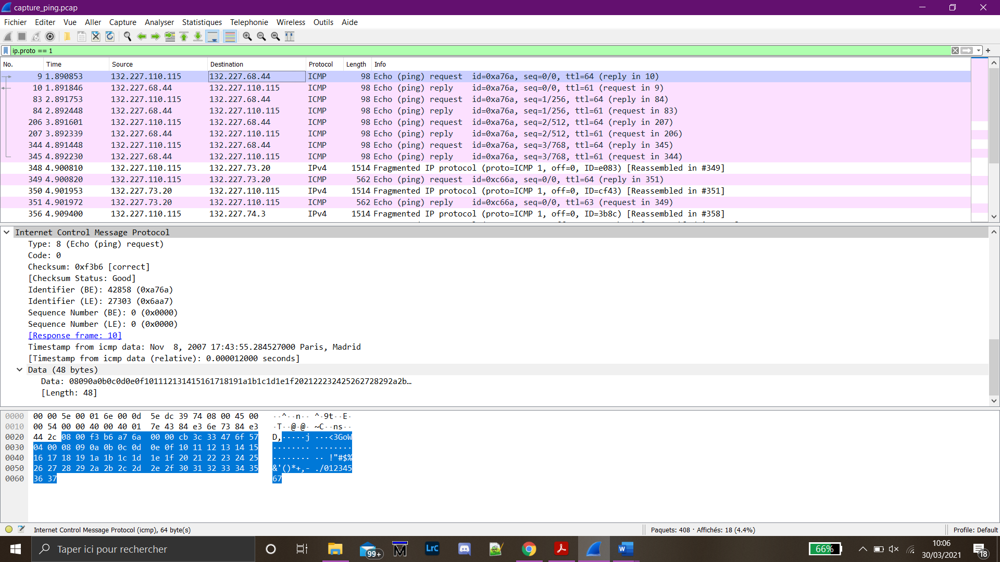 capture_ping.pcap
Fichier Editer Vue Aller Capture Analyser Statistiques Telephonie Wireless Outils Aide
ip.proto == 1
No. Time Source Destination Protocol Length Info
9 1.890853 132.227.110.115 132.227.68.44 ICMP 98 Echo (ping) request id=0xa76a, seq=0/0, ttl=64 (reply in 10)
10 1.891846 132.227.68.44 132.227.110.115 ICMP 98 Echo (ping) reply id=0xa76a, seq=0/0, ttl=61 (request in 9)
83 2.891753 132.227.110.115 132.227.68.44 ICMP 98 Echo (ping) request id=0xa76a, seq=1/256, ttl=64 (reply in 84)
84 2.892448 132.227.68.44 132.227.110.115 ICMP 98 Echo (ping) reply id=0xa76a, seq=1/256, ttl=61 (request in 83)
206 3.891601 132.227.110.115 132.227.68.44 ICMP 98 Echo (ping) request id=0xa76a, seq=2/512, ttl=64 (reply in 207)
207 3.892339 132.227.68.44 132.227.110.115 ICMP 98 Echo (ping) reply id=0xa76a, seq=2/512, ttl=61 (request in 206)
344 4.891448 132.227.110.115 132.227.68.44 ICMP 98 Echo (ping) request id=0xa76a, seq=3/768, ttl=64 (reply in 345)
345 4.892230 132.227.68.44 132.227.110.115 ICMP 98 Echo (ping) reply id=0xa76a, seq=3/768, ttl=61 (request in 344)
348 4.900810 132.227.110.115 132.227.73.20 IPv4 1514 Fragmented IP protocol (proto=ICMP 1, off=0, ID=e083) [Reassembled in #349]
349 4.900820 132.227.110.115 132.227.73.20 ICMP 562 Echo (ping) request id=0xc66a, seq=0/0, ttl=64 (reply in 351)
350 4.901953 132.227.73.20 132.227.110.115 IPv4 1514 Fragmented IP protocol (proto=ICMP 1, off=0, ID=cf43) [Reassembled in #351]
351 4.901972 132.227.73.20 132.227.110.115 ICMP 562 Echo (ping) reply id=0xc66a, seq=0/0, ttl=63 (request in 349)
356 4.909400 132.227.110.115 132.227.74.3 IPv4 1514 Fragmented IP protocol (proto=ICMP 1, off=0, ID=3b8c) [Reassembled in #358]
Internet Control Message Protocol
Type: 8 (Echo (ping) request)
Code: 0
Checksum: 0xf3b6 [correct]
[Checksum Status: Good]
Identifier (BE): 42858 (0xa76a)
Identifier (LE): 27303 (0x6aa7)
Sequence Number (BE): 0 (0x0000)
Sequence Number (LE): 0 (0x0000)
[Response frame: 10]
Timestamp from icmp data: Nov 8, 2007 17:43:55.284527000 Paris, Madrid
[Timestamp from icmp data (relative): 0.000012000 seconds]
Data (48 bytes)
Data: 08090a0b0c0d0e0f101112131415161718191a1b1c1d1e1f202122232425262728292a2b…
[Length: 48]
0000 00 00 5e 00 01 6e 00 0d 5e dc 39 74 08 00 45 00 ··^··n·· ^·9t··E·
0010 00 54 00 00 40 00 40 01 7e 43 84 e3 6e 73 84 e3 ·T··@·@· ~C··ns··
0020 44 2c 08 00 f3 b6 a7 6a 00 00 cb 3c 33 47 6f 57 D,·····j ···<3GoW
0030 04 00 08 09 0a 0b 0c 0d 0e 0f 10 11 12 13 14 15 ········ ········
0040 16 17 18 19 1a 1b 1c 1d 1e 1f 20 21 22 23 24 25 ········ ·· !"#$%
0050 26 27 28 29 2a 2b 2c 2d 2e 2f 30 31 32 33 34 35 &'()*+,- ./012345
0060 36 37 67
Internet Control Message Protocol (icmp), 64 byte(s) Paquets: 408 · Affichés: 18 (4.4%) Profile: Default
Taper ici pour rechercher
99+
M
LrC
W
66%
10:06
30/03/2021
18